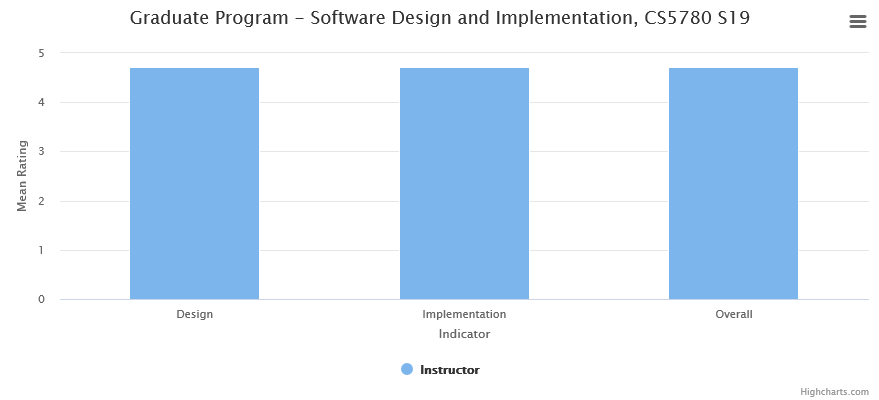 Graduate Program – Software Design and Implementation, CS5780 S19
Mean Rating
5
4
3
2
1
0
Design
Implementation
Overall
Indicator
Instructor
Highcharts.com